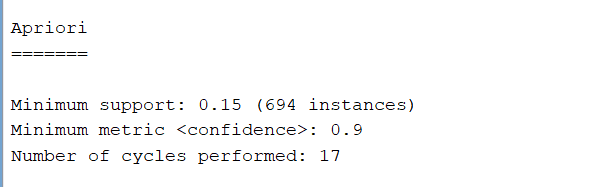 Apriori
=======
Minimum support: 0.15 (694 instances)
Minimum metric <confidence>: 0.9
Number of cycles performed: 17